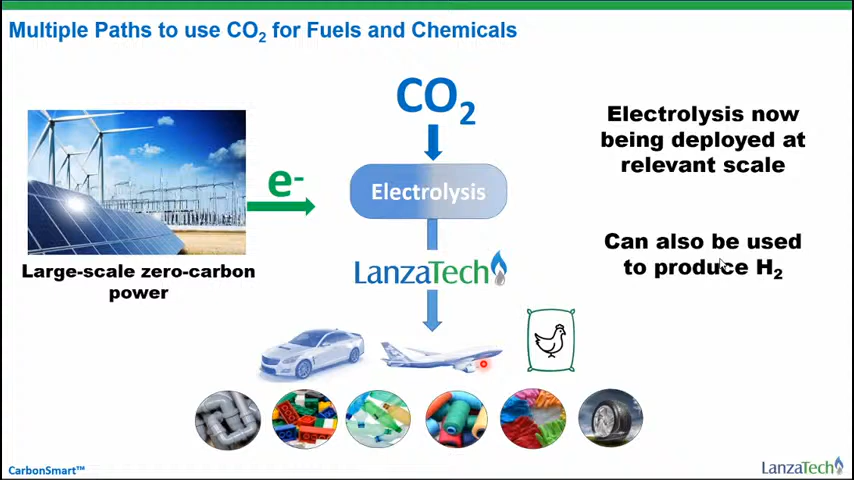 Multiple Paths to use CO₂ for Fuels and Chemicals
CO₂
Electrolysis now
being deployed at
relevant scale
e-
Electrolysis
Can also be used
to produce H₂
Large-scale zero-carbon
power
LanzaTech
CarbonSmart™
LanzaTech